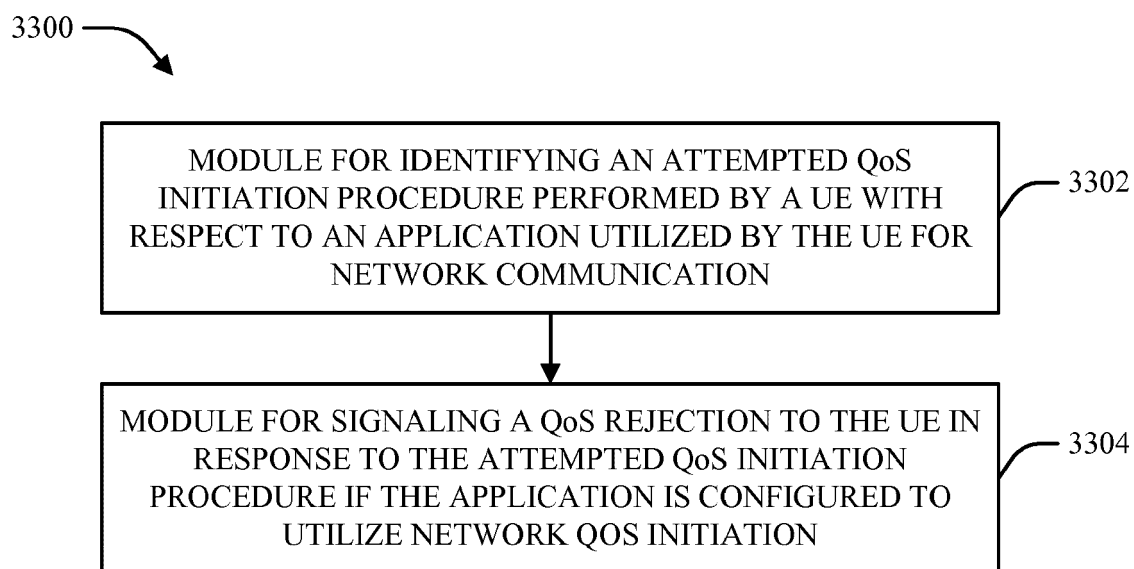 3300
MODULE FOR IDENTIFYING AN ATTEMPTED QoS
INITIATION PROCEDURE PERFORMED BY A UE WITH
RESPECT TO AN APPLICATION UTILIZED BY THE UE FOR
NETWORK COMMUNICATION
3302
MODULE FOR SIGNALING A QoS REJECTION TO THE UE IN
RESPONSE TO THE ATTEMPTED QoS INITIATION
PROCEDURE IF THE APPLICATION IS CONFIGURED TO
UTILIZE NETWORK QOS INITIATION
3304